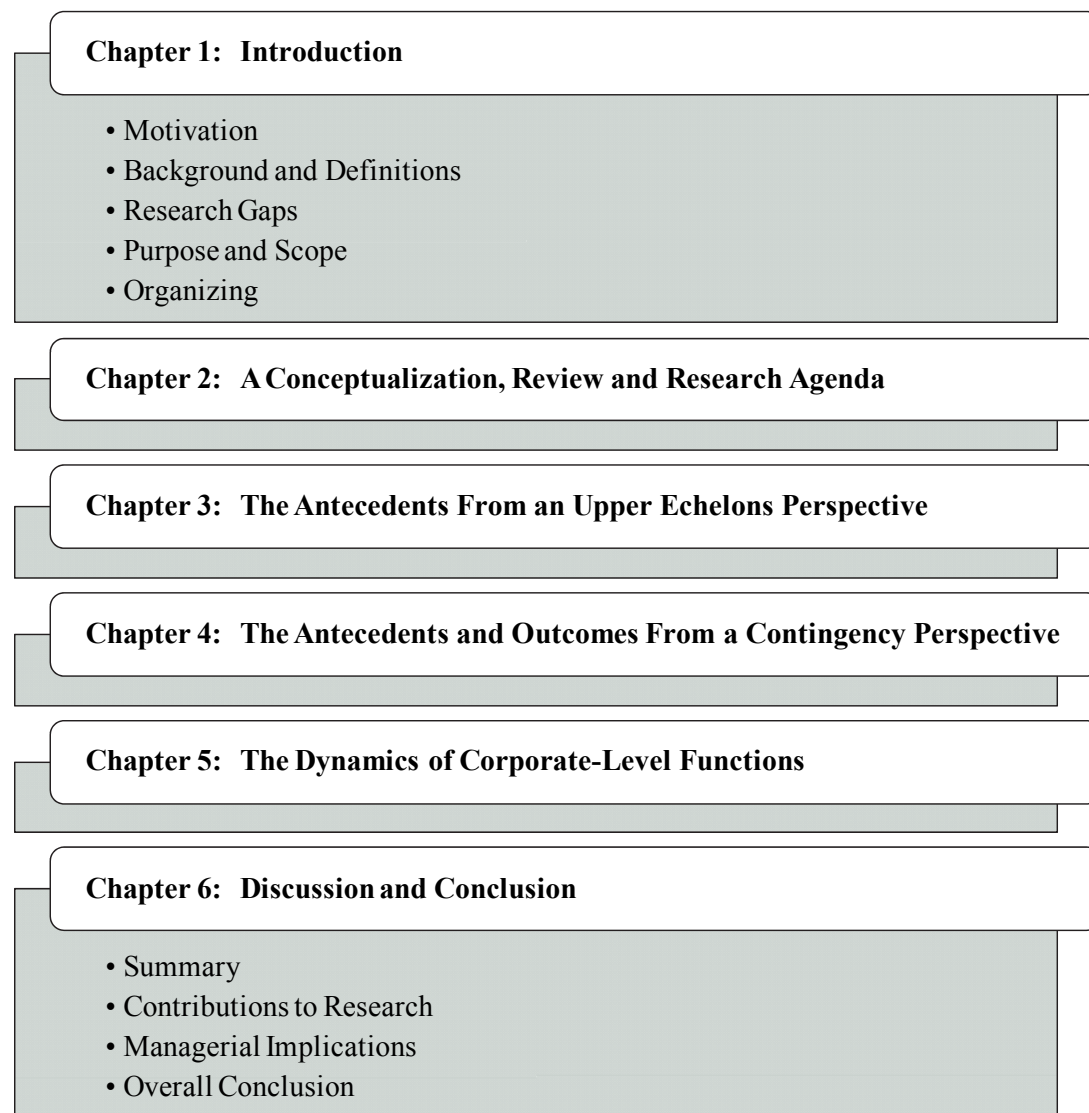 Chapter 1: Introduction
• Motivation
• Background and Definitions
• Research Gaps
• Purpose and Scope
• Organizing
Chapter 2: A Conceptualization, Review and Research Agenda
Chapter 3: The Antecedents From an Upper Echelons Perspective
Chapter 4: The Antecedents and Outcomes From a Contingency Perspective
Chapter 5: The Dynamics of Corporate-Level Functions
Chapter 6: Discussion and Conclusion
• Summary
• Contributions to Research
• Managerial Implications
• Overall Conclusion